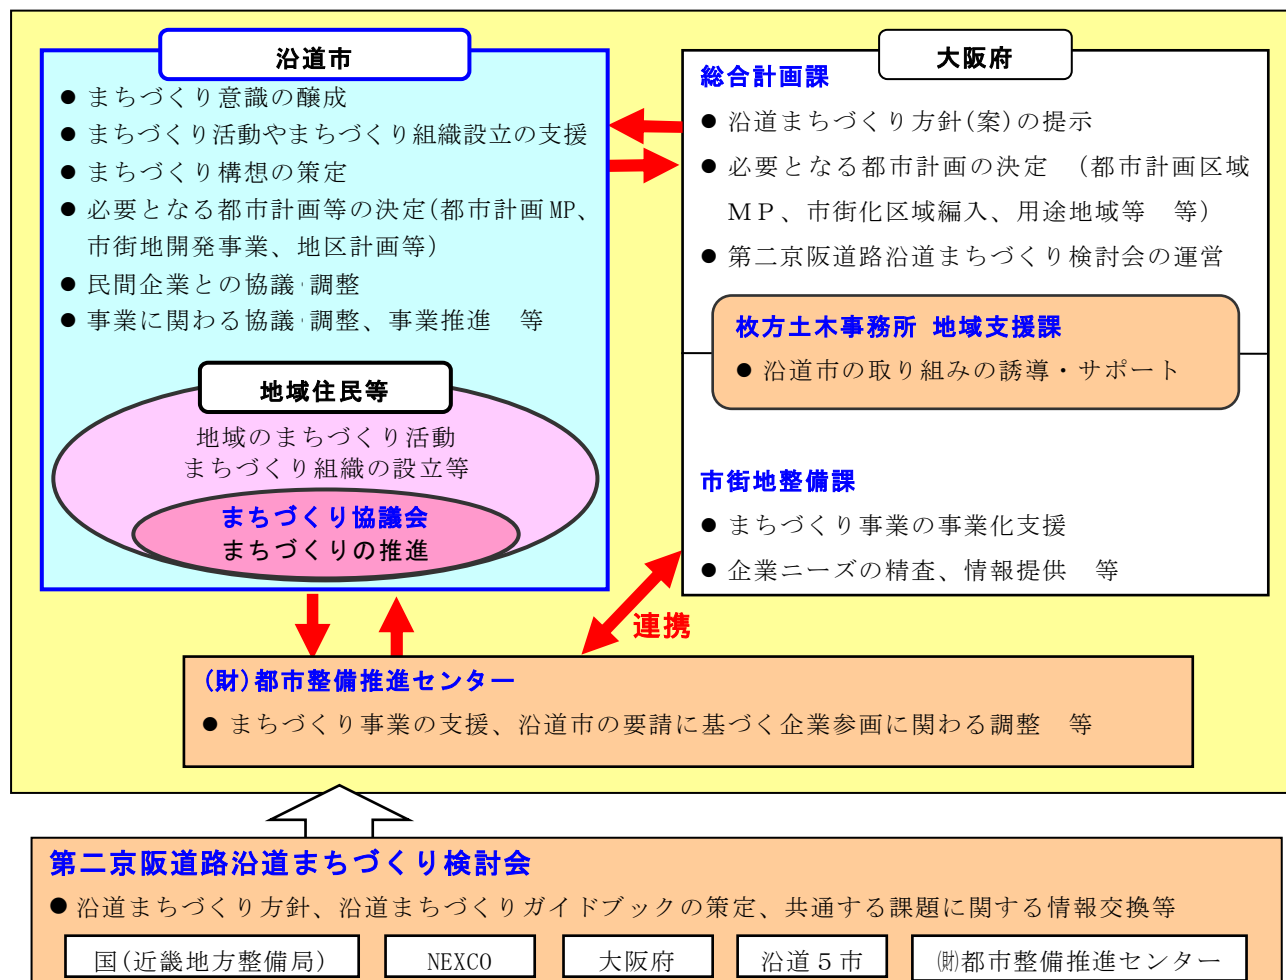 沿道市
● まちづくり意識の醸成
● まちづくり活動やまちづくり組織設立の支援
● まちづくり構想の策定
● 必要となる都市計画等の決定(都市計画MP、
市街地開発事業、地区計画等)
● 民間企業との協議・調整
● 事業に関わる協議・調整、事業推進　等
地域住民等
地域のまちづくり活動
まちづくり組織の設立等
まちづくり協議会
まちづくりの推進
大阪府
総合計画課
● 沿道まちづくり方針(案)の提示
● 必要となる都市計画の決定　(都市計画区域
ＭＰ、市街化区域編入、用途地域等　等)
● 第二京阪道路沿道まちづくり検討会の運営
枚方土木事務所 地域支援課
● 沿道市の取り組みの誘導・サポート
市街地整備課
● まちづくり事業の事業化支援
● 企業ニーズの精査、情報提供　等
連携
(財)都市整備推進センター
● まちづくり事業の支援、沿道市の要請に基づく企業参画に関わる調整　等
第二京阪道路沿道まちづくり検討会
● 沿道まちづくり方針、沿道まちづくりガイドブックの策定、共通する課題に関する情報交換等
国(近畿地方整備局)
NEXCO
大阪府
沿道５市
㈶都市整備推進センター